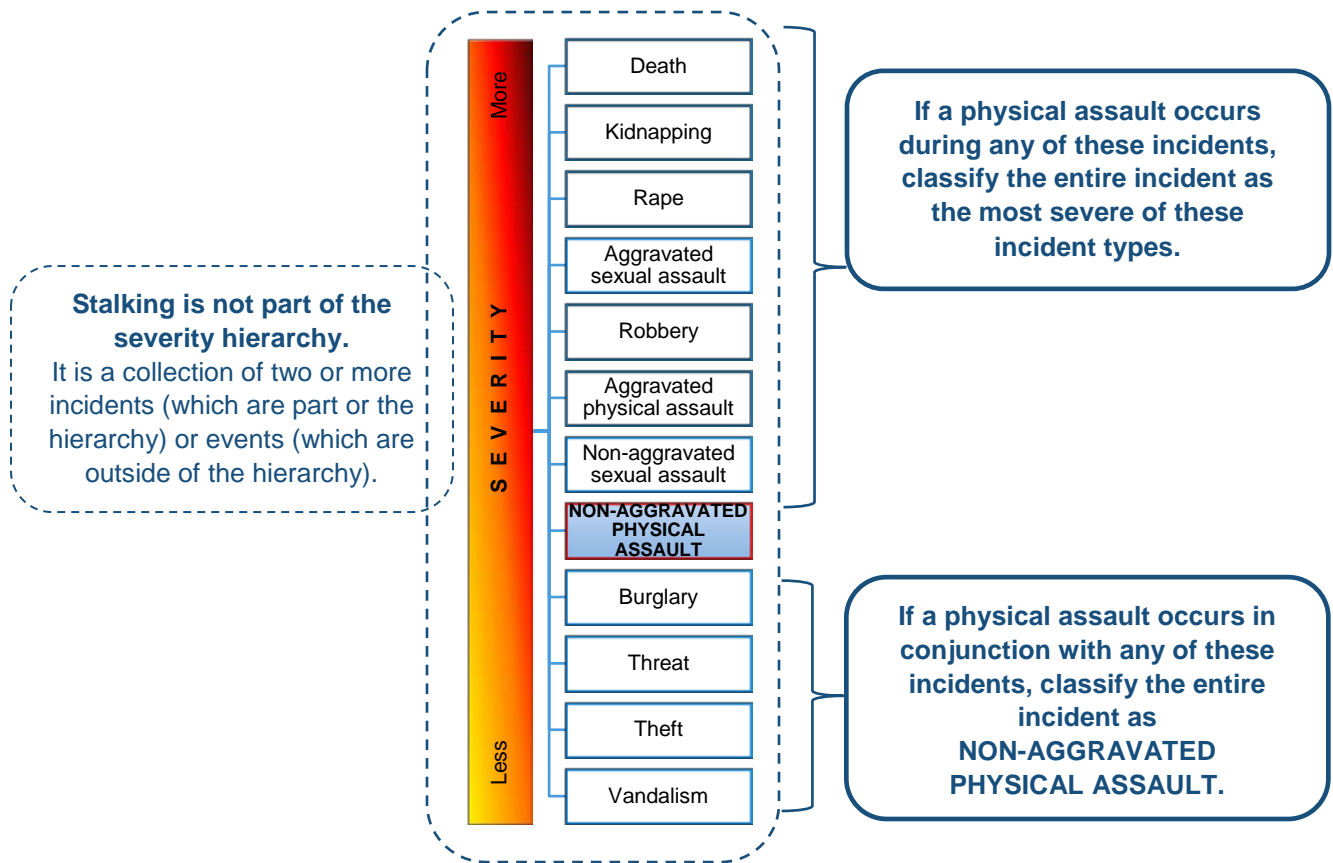 More
SEVERITY
Less
Death
Kidnapping
Rape
Aggravated
sexual assault
Robbery
Aggravated
physical assault
Non-aggravated
sexual assault
NON-AGGRAVATED
PHYSICAL
ASSAULT
Burglary
Threat
Theft
Vandalism
Stalking is not part of the
severity hierarchy.
It is a collection of two or more
incidents (which are part or the
hierarchy) or events (which are
outside of the hierarchy).
If a physical assault occurs
during any of these incidents,
classify the entire incident as
the most severe of these
incident types.
If a physical assault occurs in
conjunction with any of these
incidents, classify the entire
incident as
NON-AGGRAVATED
PHYSICAL ASSAULT.